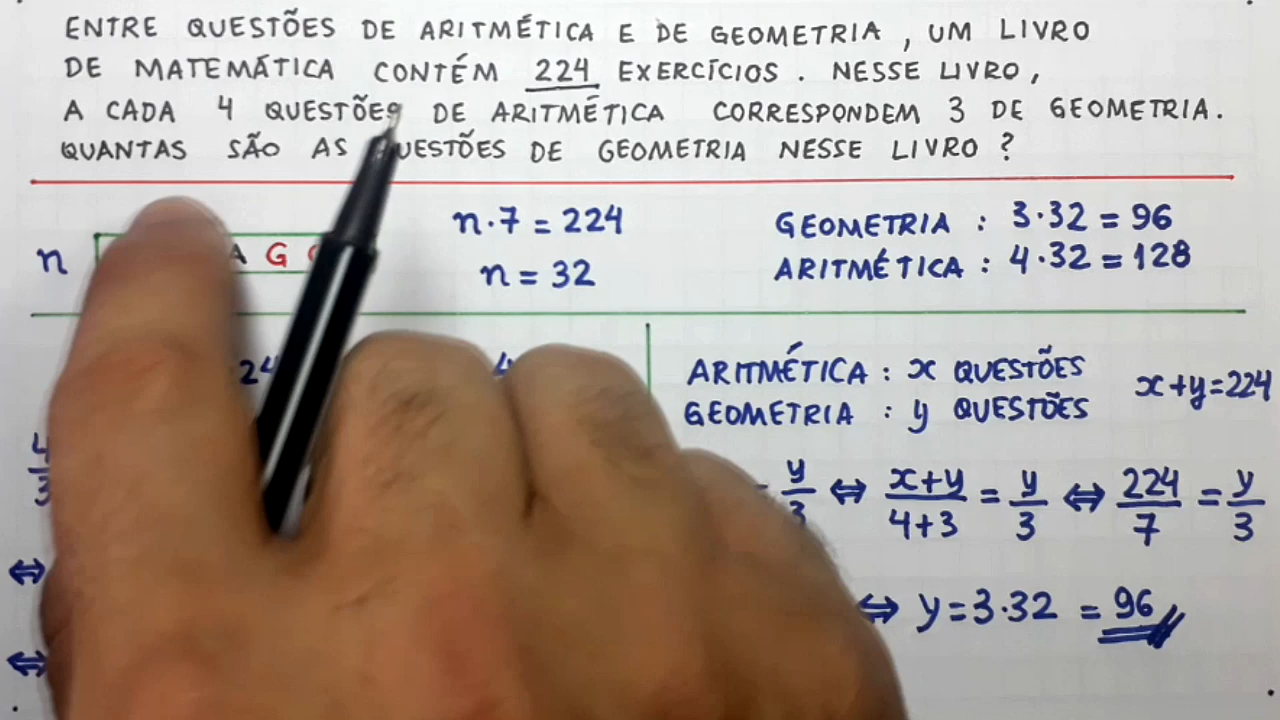 ENTRE QUESTÕES DE ARITMÉTICA E DE GEOMETRIA, UM LIVRO
DE MATEMÁTICA CONTÉM 224 EXERCÍCIOS. NESSE LIVRO,
A CADA 4 QUESTÕES DE ARITMÉTICA CORRESPONDEM 3 DE GEOMETRIA.
QUANTAS SÃO AS QUESTÕES DE GEOMETRIA NESSE LIVRO?
n A G
n·7 = 224
n = 32
GEOMETRIA : 3·32 = 96
ARITMÉTICA : 4·32 = 128
ARITMÉTICA : x QUESTÕES
GEOMETRIA : y QUESTÕES
x+y=224
y/3 ⇔ x+y/4+3 = y/3 ⇔ 224/7 = y/3
⇔ y=3·32 = 96